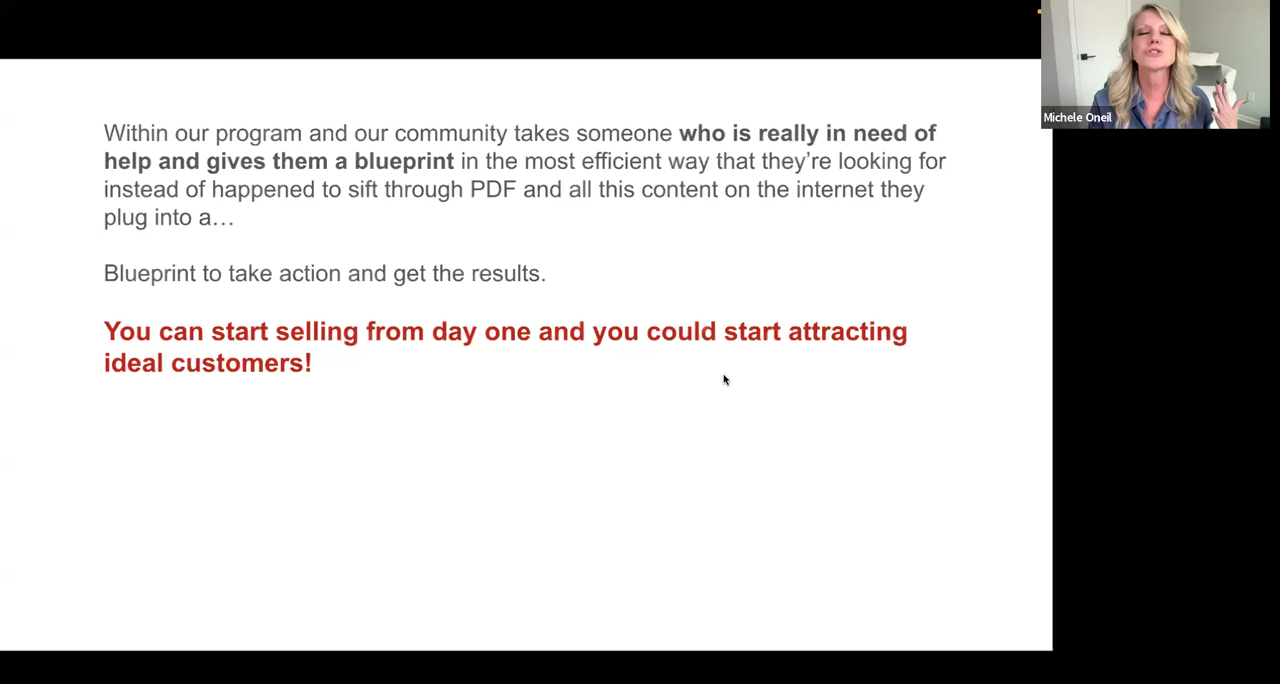 Within our program and our community takes someone who is really in need of
help and gives them a blueprint in the most efficient way that they’re looking for
instead of happened to sift through PDF and all this content on the internet they
plug into a…
Blueprint to take action and get the results.
You can start selling from day one and you could start attracting
ideal customers!
Michele Oneil